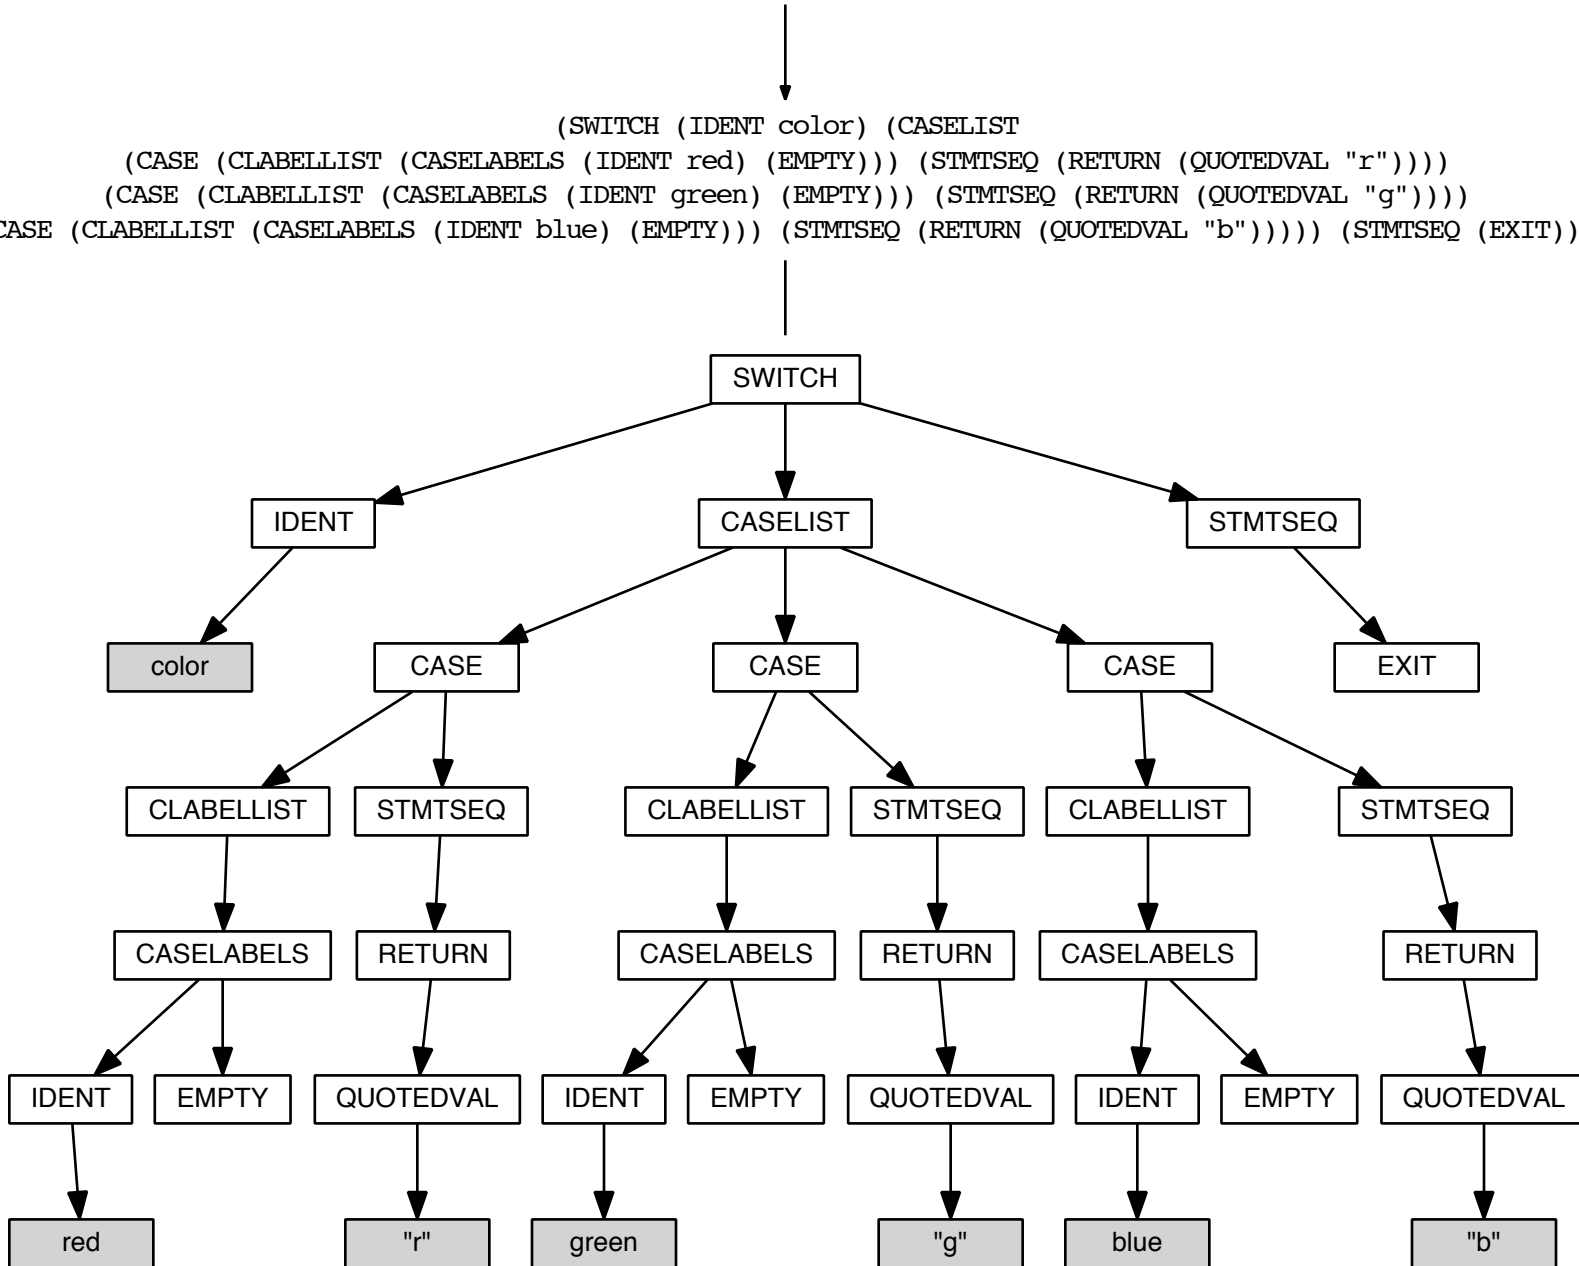 (SWITCH (IDENT color) (CASELIST
(CASE (CLABELLIST (CASELABELS (IDENT red) (EMPTY))) (STMTSEQ (RETURN (QUOTEDVAL "r"))))
(CASE (CLABELLIST (CASELABELS (IDENT green) (EMPTY))) (STMTSEQ (RETURN (QUOTEDVAL "g"))))
CASE (CLABELLIST (CASELABELS (IDENT blue) (EMPTY))) (STMTSEQ (RETURN (QUOTEDVAL "b"))))) (STMTSEQ (EXIT))
SWITCH
IDENT CASELIST STMTSEQ
color CASE CASE CASE EXIT
CLABELLIST STMTSEQ CLABELLIST STMTSEQ CLABELLIST STMTSEQ
CASELABELS RETURN CASELABELS RETURN CASELABELS RETURN
IDENT EMPTY QUOTEDVAL IDENT EMPTY QUOTEDVAL IDENT EMPTY QUOTEDVAL
red "r" green "g" blue "b"